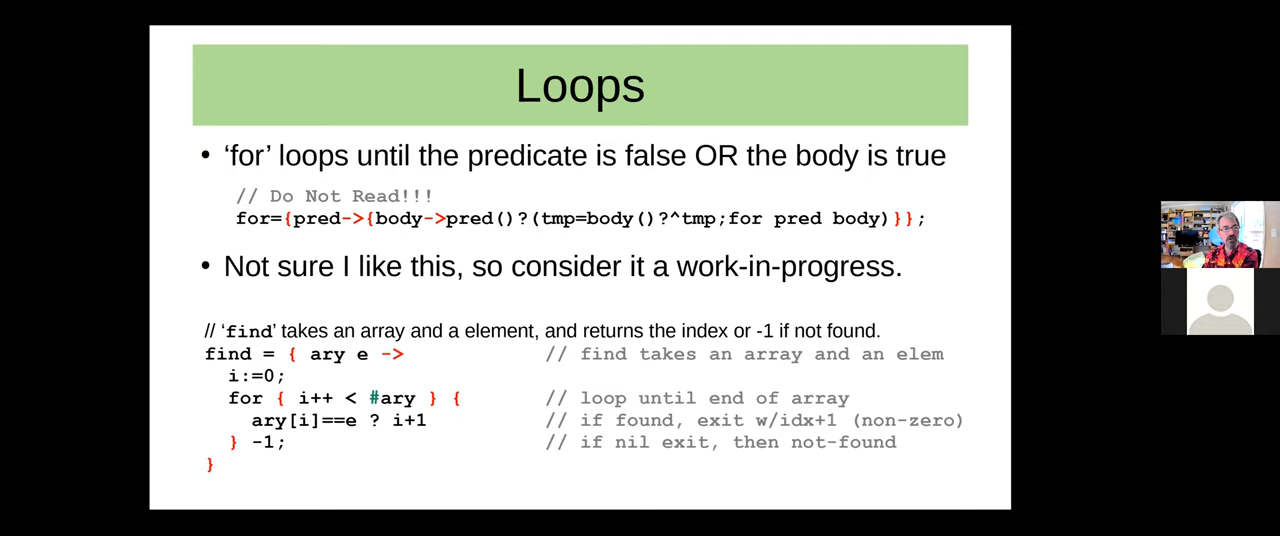 Loops
• ‘for’ loops until the predicate is false OR the body is true
// Do Not Read!!!
for={pred->{body->pred()?(tmp=body()?^tmp;for pred body)}};
• Not sure I like this, so consider it a work-in-progress.
// ‘find’ takes an array and a element, and returns the index or -1 if not found.
find = { ary e -> // find takes an array and an elem
i:=0;
for { i++ < #ary } { // loop until end of array
ary[i]==e ? i+1 // if found, exit w/idx+1 (non-zero)
} -1; // if nil exit, then not-found
}